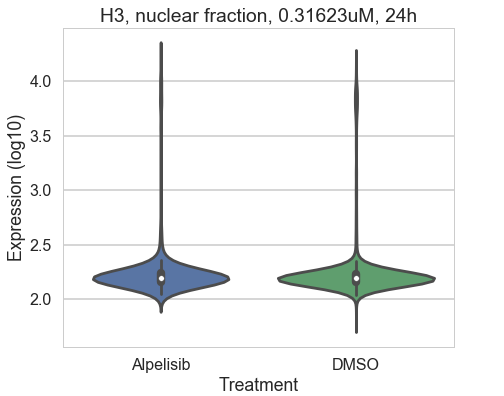 H3, nuclear fraction, 0.31623uM, 24h
Expression (log10)
4.0
3.5
3.0
2.5
2.0
Alpelisib
DMSO
Treatment